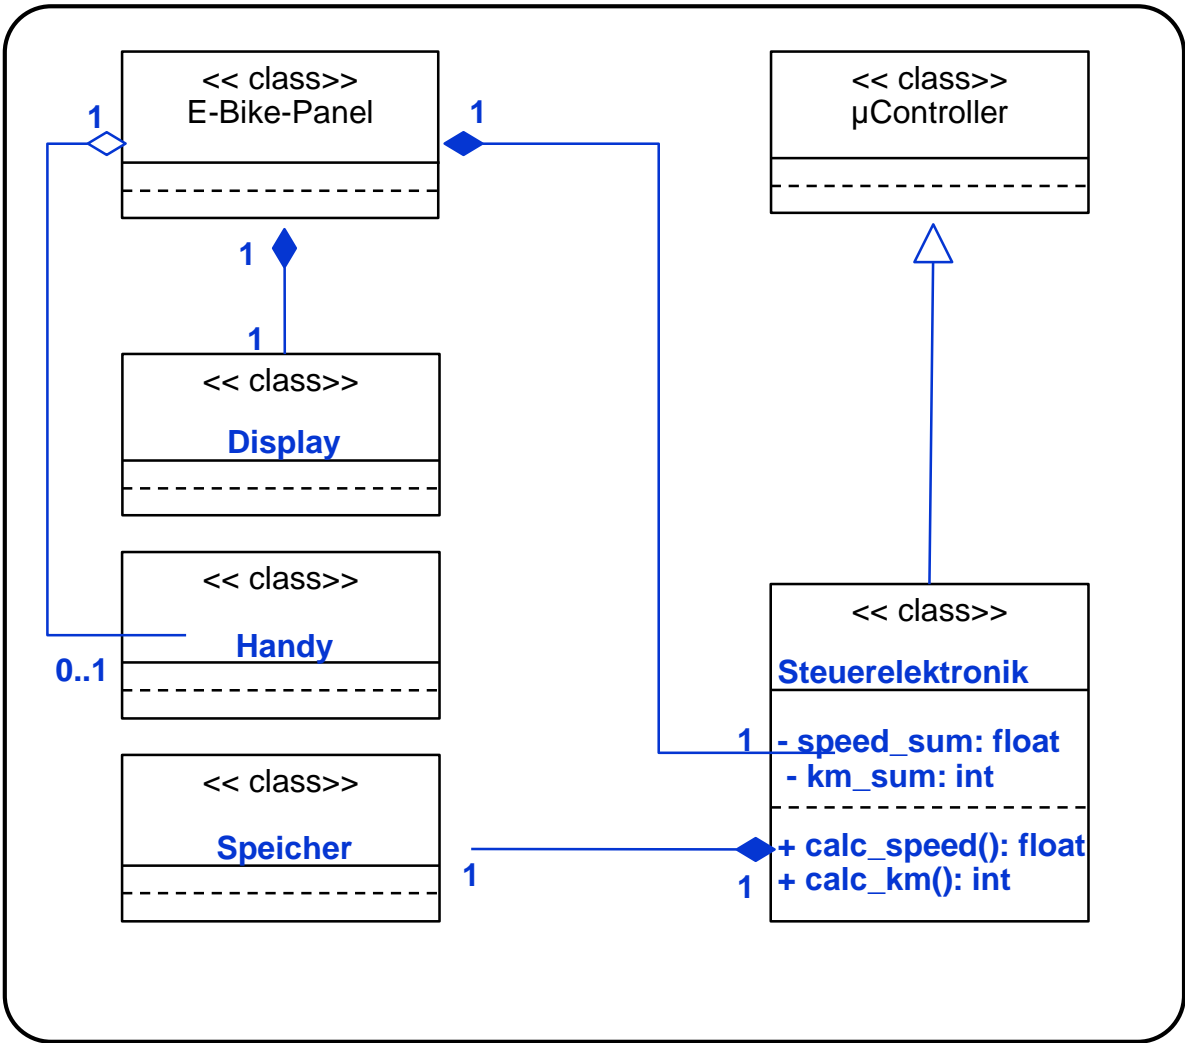 << class>>
E-Bike-Panel
1
1
<< class>>
µController
1
1
<< class>>
Display
<< class>>
Handy
0..1
<< class>>
Steuerelektronik
1
- speed_sum: float
- km_sum: int
<< class>>
Speicher
1
1
+ calc_speed(): float
+ calc_km(): int